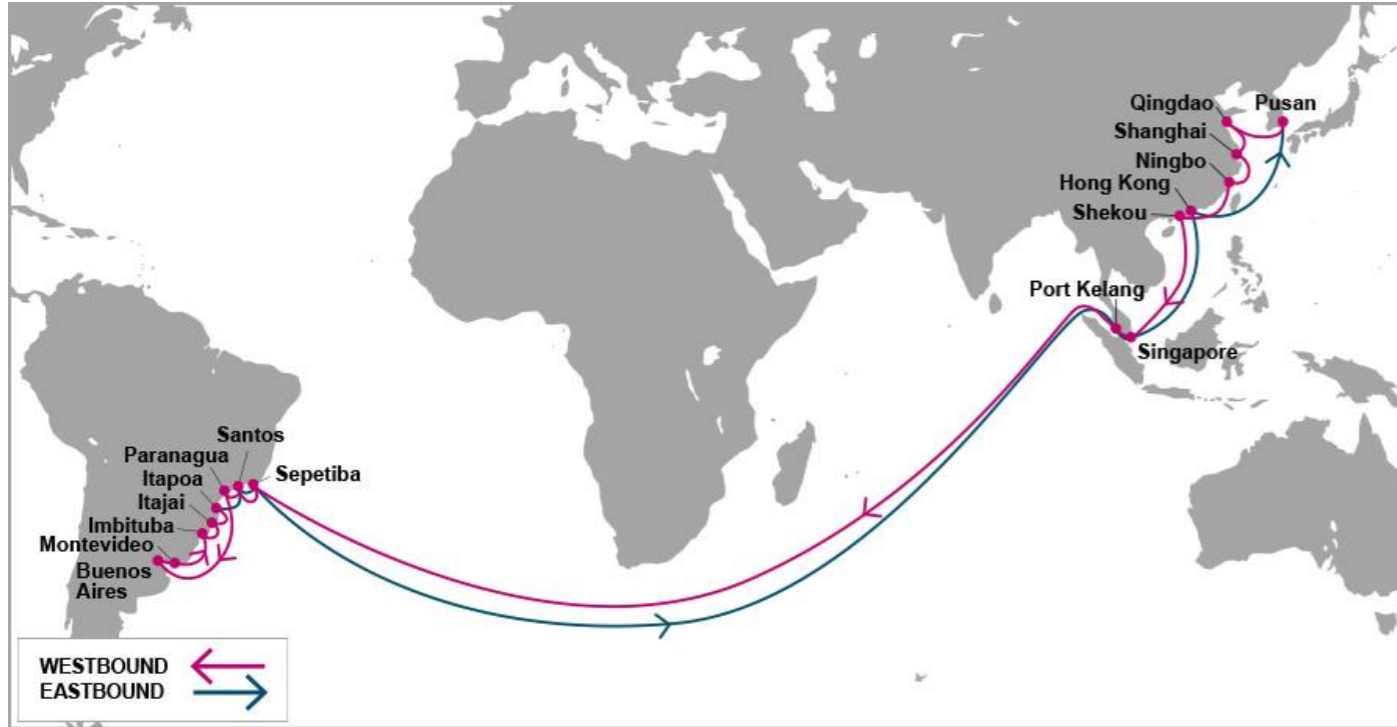 Qingdao
Pusan
Shanghai
Ningbo
Hong Kong
Shekou
Port Kelang
Singapore
Santos
Paranagua
Sepetiba
Itapoa
Itajai
Imbituba
Montevideo
Buenos
Aires
WESTBOUND
EASTBOUND